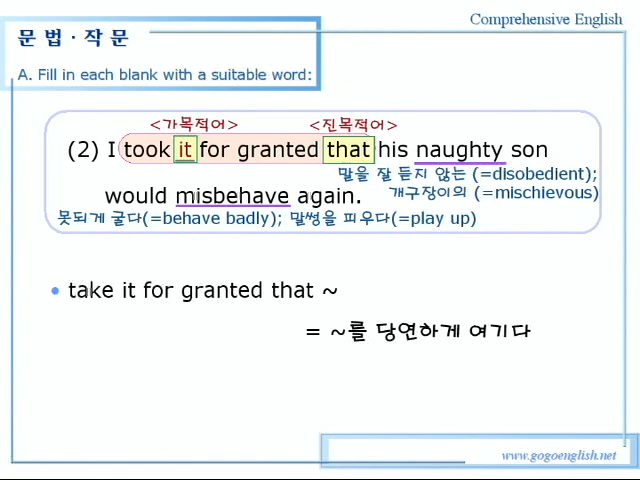 Comprehensive English
문 법 · 작 문
A. Fill in each blank with a suitable word:
<가목적어> <진목적어>
(2) I took it for granted that his naughty son
말을 잘 듣지 않는 (=disobedient);
would misbehave again. 개구장이의 (=mischievous)
못되게 굴다(=behave badly); 말썽을 피우다(=play up)
• take it for granted that ~
= ~를 당연하게 여기다
www.gogoenglish.net